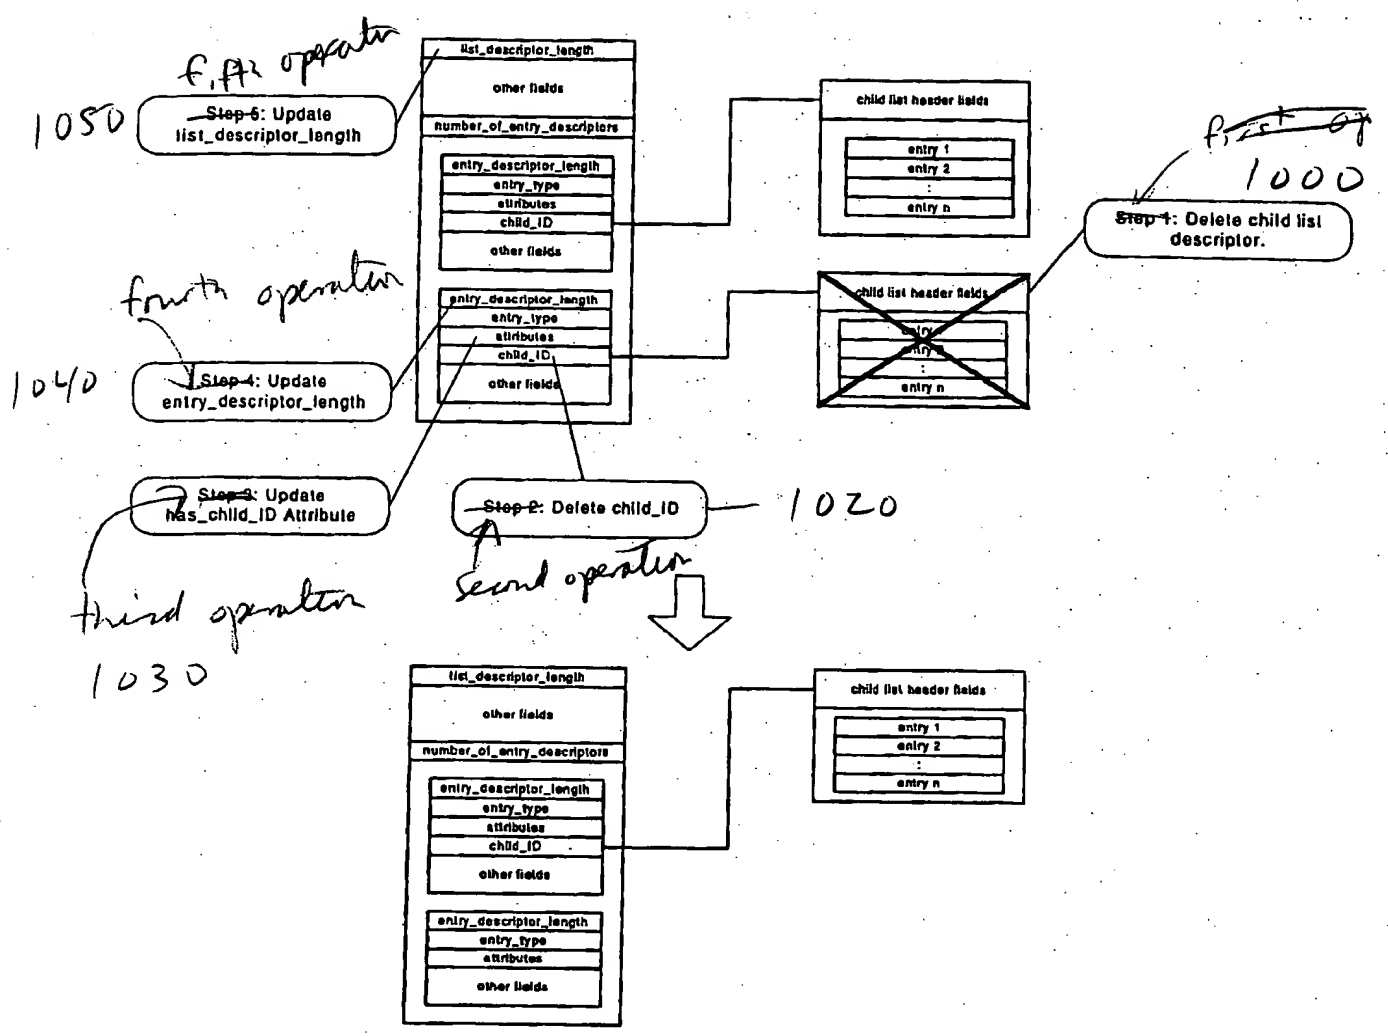 fifth operation
1050
Step 5: Update
list_descriptor_length
list_descriptor_length
other fields
number_of_entry_descriptors
entry_descriptor_length
entry_type
attributes
child_ID
other fields
entry_descriptor_length
entry_type
attributes
child_ID
other fields
child list header fields
entry 1
entry 2
:
entry n
first op
1000
Step 1: Delete child list
descriptor.
child list header fields
entry
:
entry n
fourth operation
1040
Step 4: Update
entry_descriptor_length
Step 3: Update
has_child_ID Attribute
third operation
1030
Step 2: Delete child_ID
1020
second operation
list_descriptor_length
other fields
number_of_entry_descriptors
entry_descriptor_length
entry_type
attributes
child_ID
other fields
entry_descriptor_length
entry_type
attributes
other fields
child list header fields
entry 1
entry 2
:
entry n